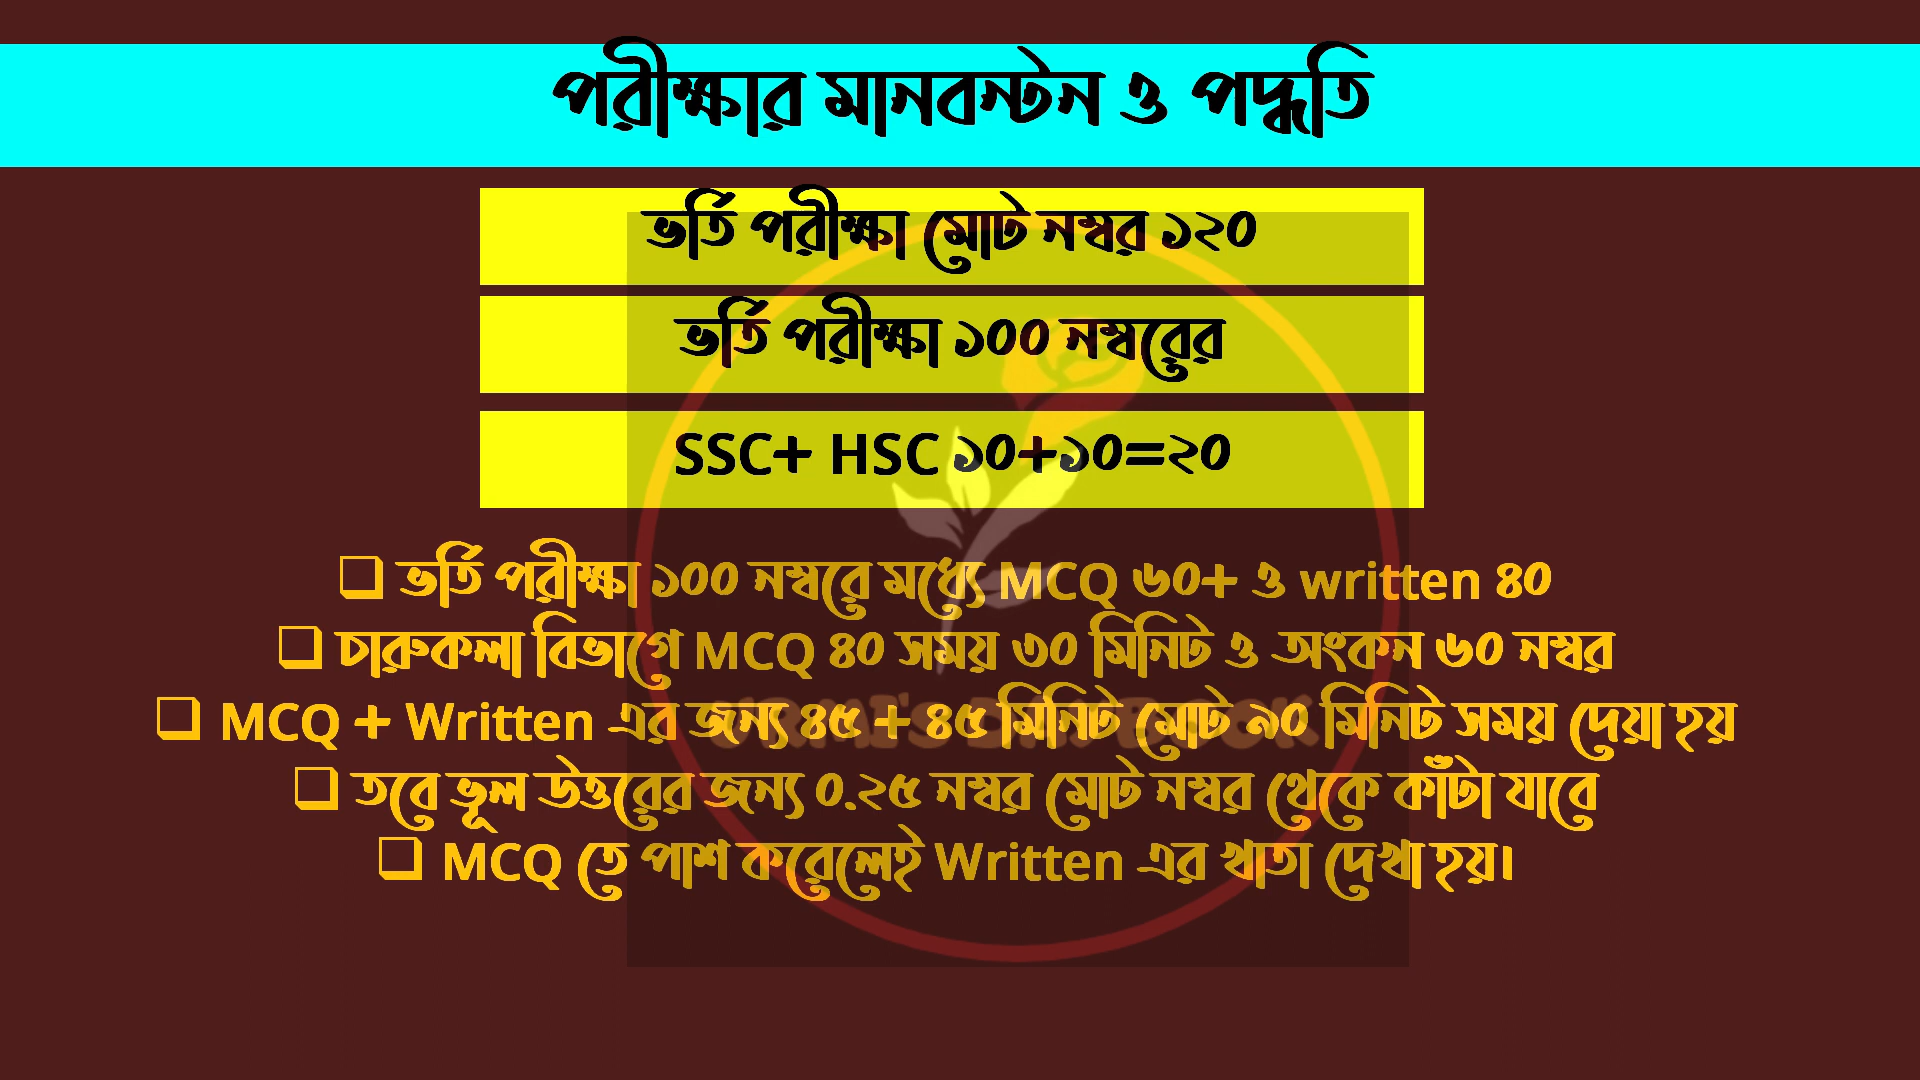 পরীক্ষার মানবন্টন ও পদ্ধতি
ভর্তি পরীক্ষা মোট নম্বর ১২০
ভর্তি পরীক্ষা ১০০ নম্বরের
SSC+ HSC ১০+১০=২০
❑ ভর্তি পরীক্ষা ১০০ নম্বরে মধ্যে MCQ ৬০+ ও written ৪০
❑ চারুকলা বিভাগে MCQ ৪০ সময় ৩০ মিনিট ও অংকন ৬০ নম্বর
❑ MCQ + Written এর জন্য ৪৫ + ৪৫ মিনিট মোট ৯০ মিনিট সময় দেয়া হয়
❑ তবে ভূল উত্তরের জন্য ০.২৫ নম্বর মোট নম্বর থেকে কাঁটা যাবে
❑ MCQ তে পাশ করলেই Written এর খাতা দেখা হয়।